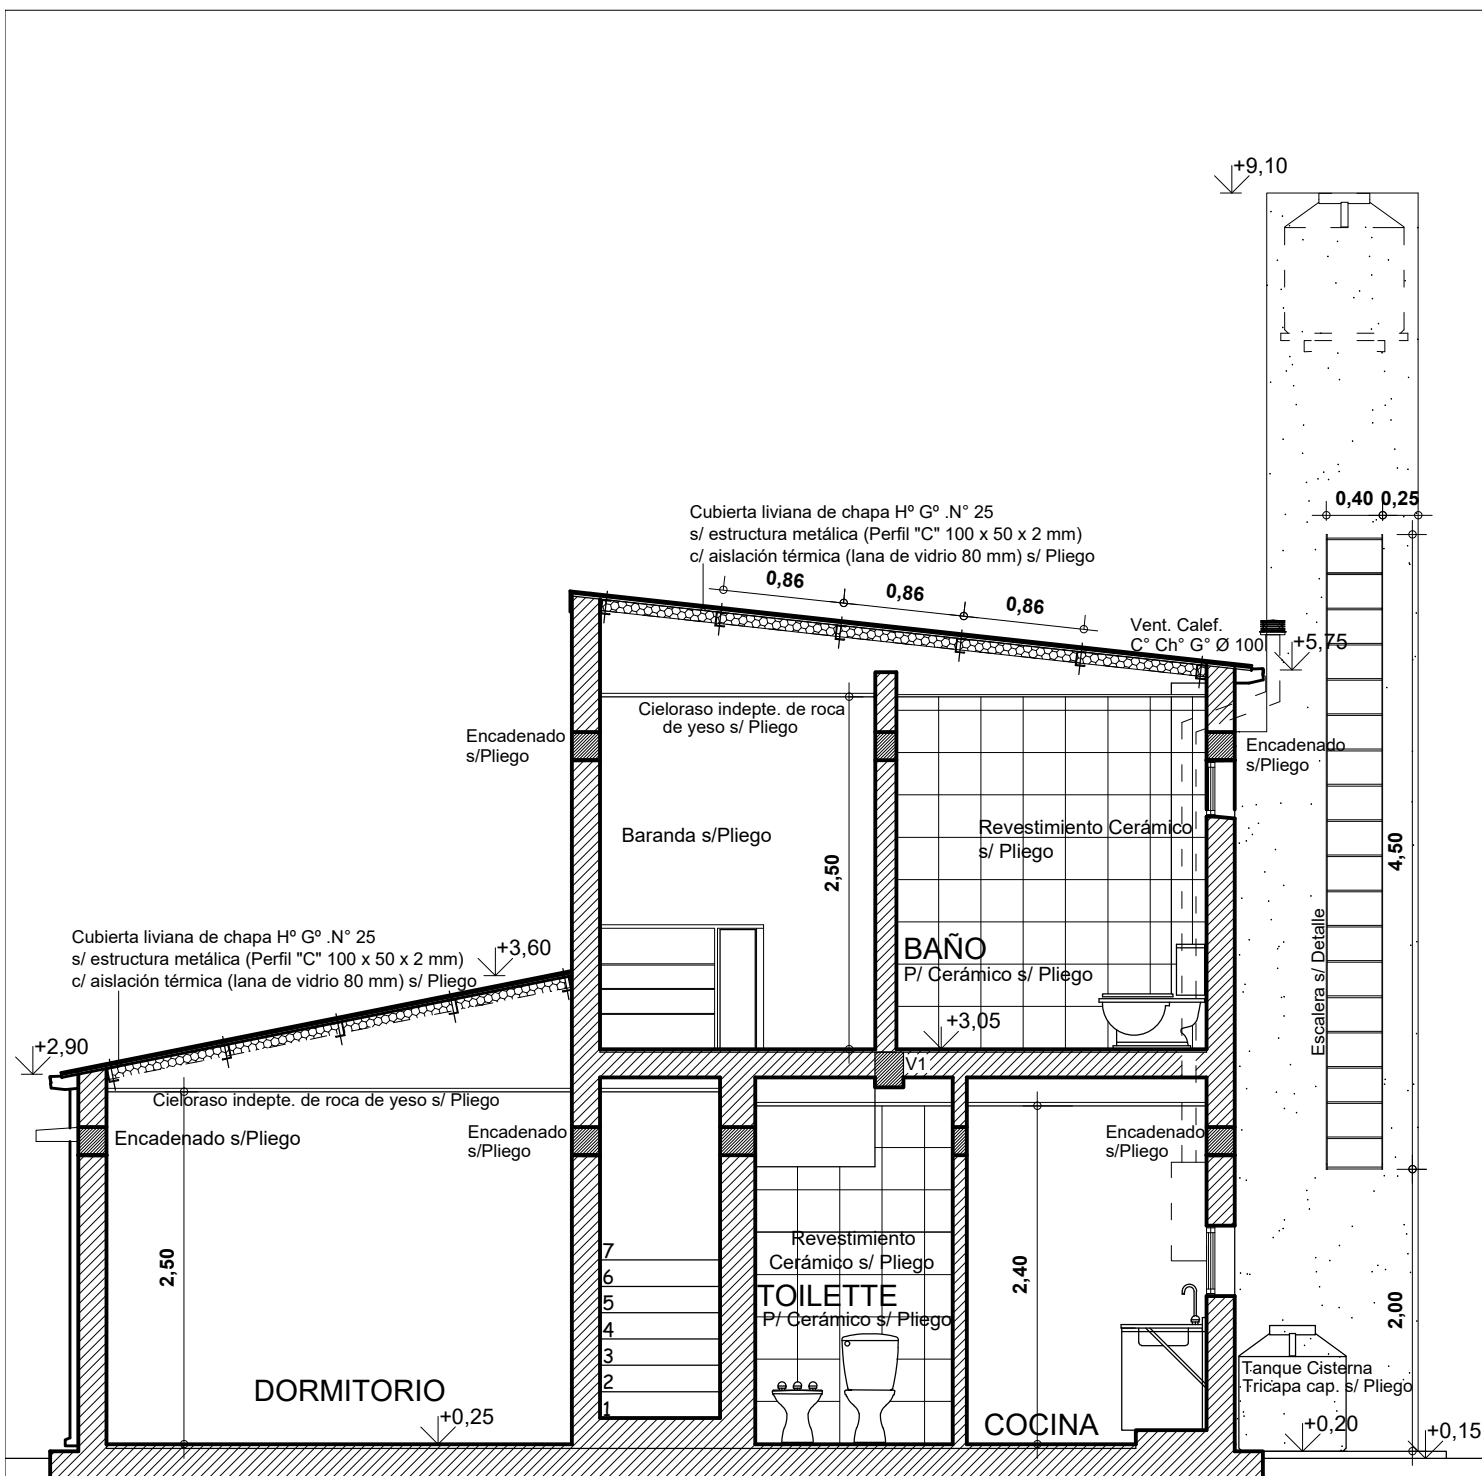 +9,10
0,40 0,25
Cubierta liviana de chapa Hº Gº .N° 25
s/ estructura metálica (Perfil "C" 100 x 50 x 2 mm)
c/ aislación térmica (lana de vidrio 80 mm) s/ Pliego
0,86
0,86
0,86
Vent. Calef.
C° Ch° G° Ø 100
+5,75
Cieloraso indepte. de roca
de yeso s/ Pliego
Encadenado
s/Pliego
Encadenado
s/Pliego
Baranda s/Pliego
2,50
Revestimiento Cerámico
s/ Pliego
4,50
Escalera s/ Detalle
BAÑO
P/ Cerámico s/ Pliego
+3,05
V1
Cubierta liviana de chapa Hº Gº .N° 25
s/ estructura metálica (Perfil "C" 100 x 50 x 2 mm)
c/ aislación térmica (lana de vidrio 80 mm) s/ Pliego
+3,60
+2,90
Cieloraso indepte. de roca de yeso s/ Pliego
Encadenado s/Pliego
Encadenado
s/Pliego
Encadenado
s/Pliego
2,50
7
6
5
4
3
2
1
Revestimiento
Cerámico s/ Pliego
TOILETTE
P/ Cerámico s/ Pliego
2,40
2,00
DORMITORIO
+0,25
COCINA
Tanque Cisterna
Tricapa cap. s/ Pliego
+0,20
+0,15